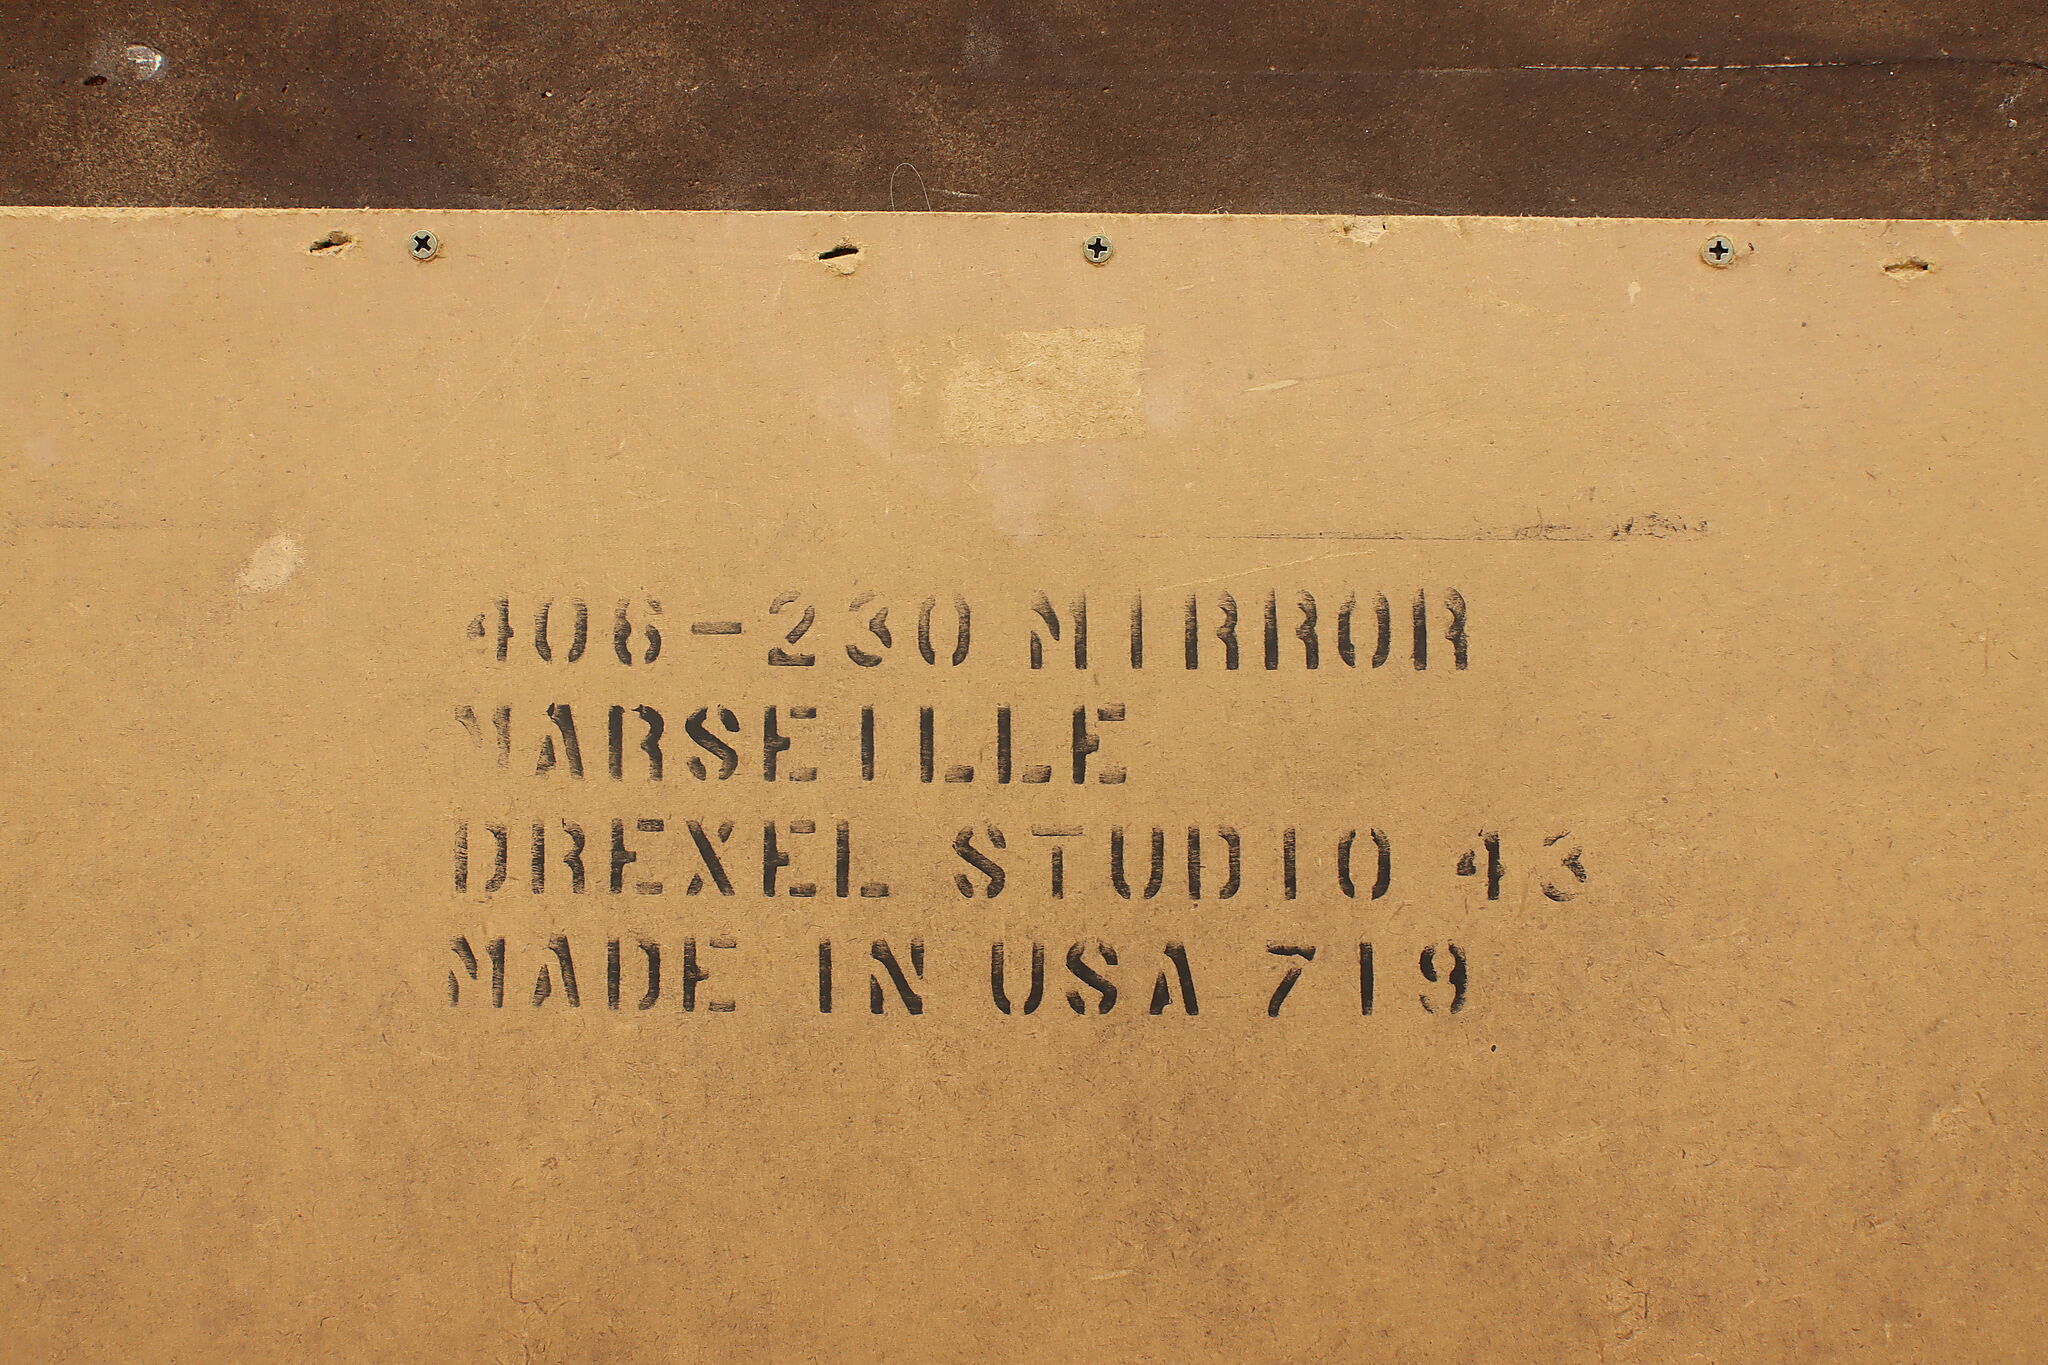 406-230 MIRROR
MARSEILLE
DREXEL STUDIO 43
MADE IN USA 719